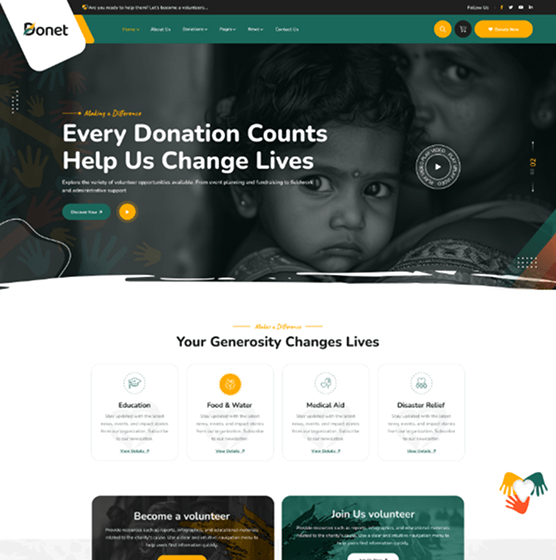 Are you ready to help them? Let's become a volunteers...
Follow Us
Donet
Home
About Us
Donations
Pages
News
Contact Us
Donate Now
Making a Difference
Every Donation Counts
Help Us Change Lives
Explore the variety of volunteer opportunities available. From event planning and fundraising to fieldwork
and administrative support
Discover Your
02
Make a Difference
Your Generosity Changes Lives
Education
Stay updated with the latest
news, events, and impact stories
from our organization. Subscribe
to our newsletter
View Details
Food & Water
Stay updated with the latest
news, events, and impact stories
from our organization. Subscribe
to our newsletter
View Details
Medical Aid
Stay updated with the latest
news, events, and impact stories
from our organization. Subscribe
to our newsletter
View Details
Disaster Relief
Stay updated with the latest
news, events, and impact stories
from our organization. Subscribe
to our newsletter
View Details
Become a volunteer
Provide resources such as reports, infographics, and educational materials
related to the charity's cause. Use a clear and intuitive navigation menu to
help users find information quickly.
Join Us volunteer
Provide resources such as reports, infographics, and educational materials
related to the charity's cause. Use a clear and intuitive navigation menu to
help users find information quickly.